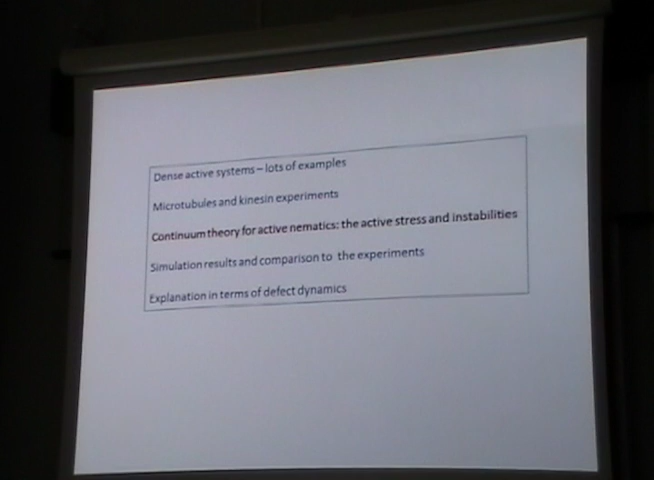 Dense active systems – lots of examples
Microtubules and kinesin experiments
Continuum theory for active nematics: the active stress and instabilities
Simulation results and comparison to the experiments
Explanation in terms of defect dynamics